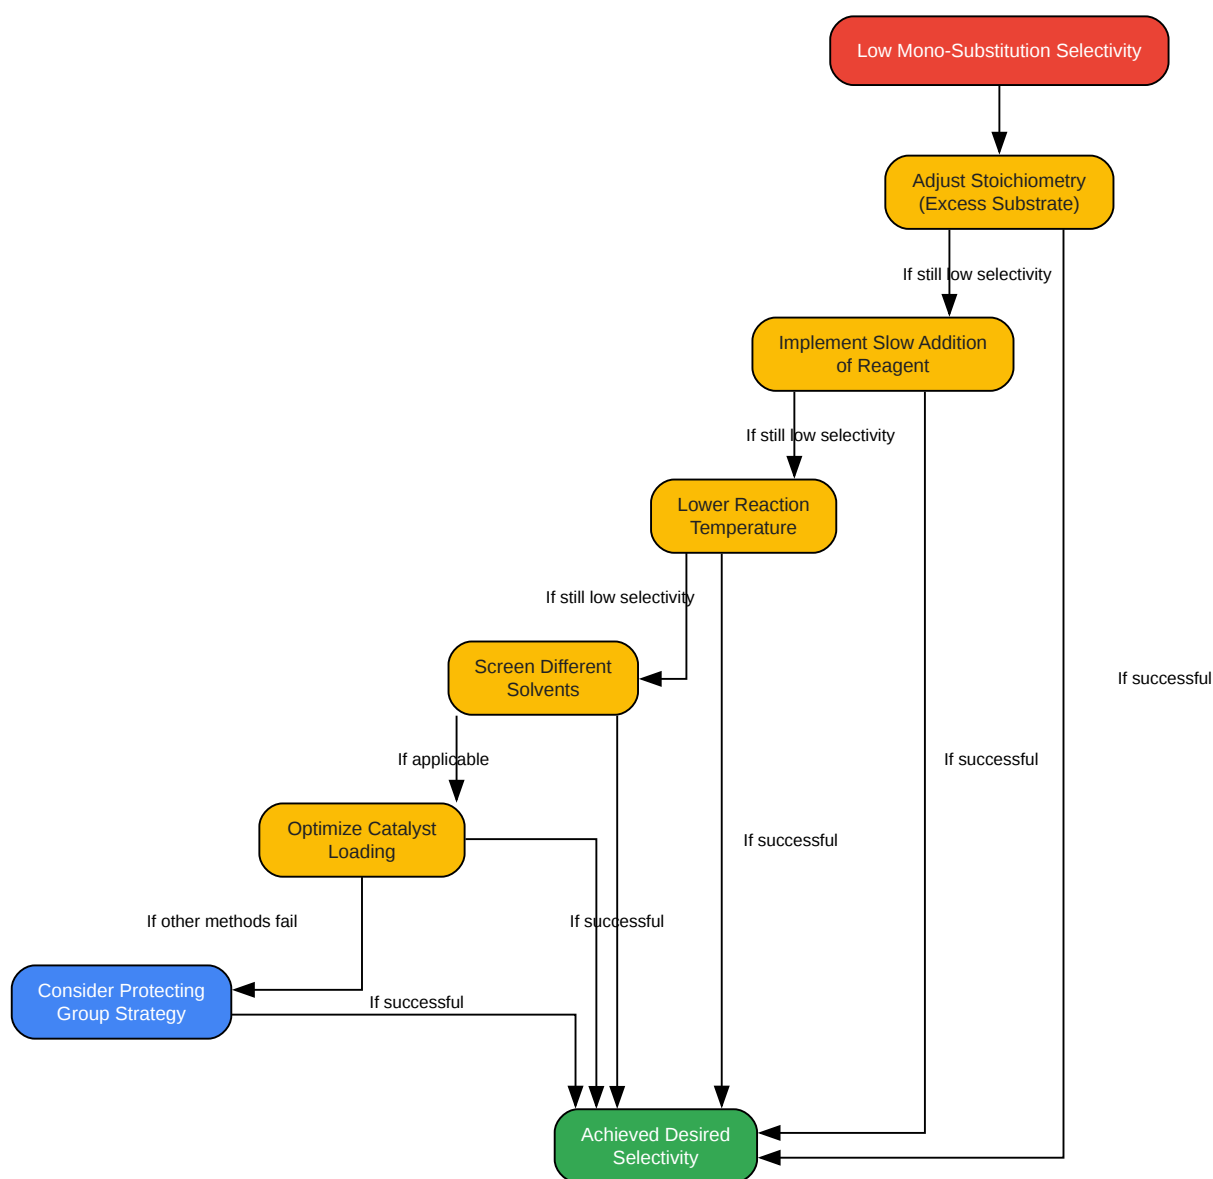 Low Mono-Substitution Selectivity
Adjust Stoichiometry
(Excess Substrate)
If still low selectivity
Implement Slow Addition
of Reagent
If still low selectivity
Lower Reaction
Temperature
If still low selectivity
Screen Different
Solvents
If successful
If applicable
If successful
Optimize Catalyst
Loading
If successful
If other methods fail
If successful
Consider Protecting
Group Strategy
If successful
Achieved Desired
Selectivity